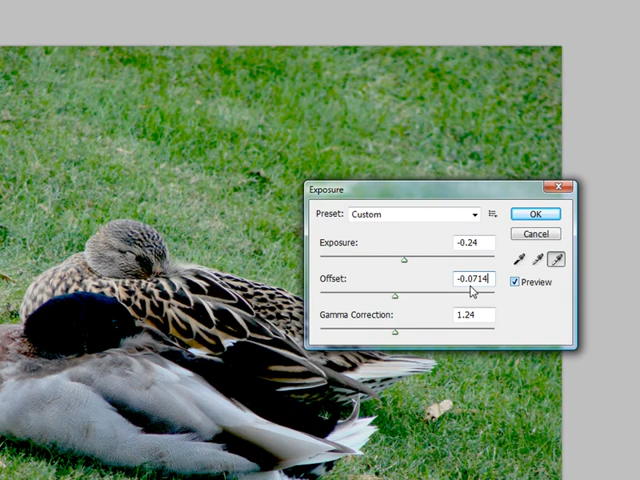 Exposure
Preset: Custom
OK
Exposure: -0.24
Cancel
Offset: -0.0714
Preview
Gamma Correction: 1.24